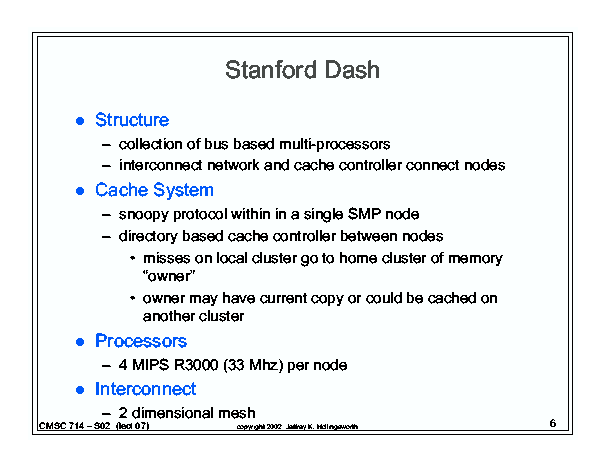 Stanford Dash
● Structure
– collection of bus based multi-processors
– interconnect network and cache controller connect nodes
● Cache System
– snoopy protocol within in a single SMP node
– directory based cache controller between nodes
• misses on local cluster go to home cluster of memory
“owner”
• owner may have current copy or could be cached on
another cluster
● Processors
– 4 MIPS R3000 (33 Mhz) per node
● Interconnect
– 2 dimensional mesh
CMSC 714 – S02 (lect 07)
copyright 2002 Jeffrey K. Hollingsworth
6